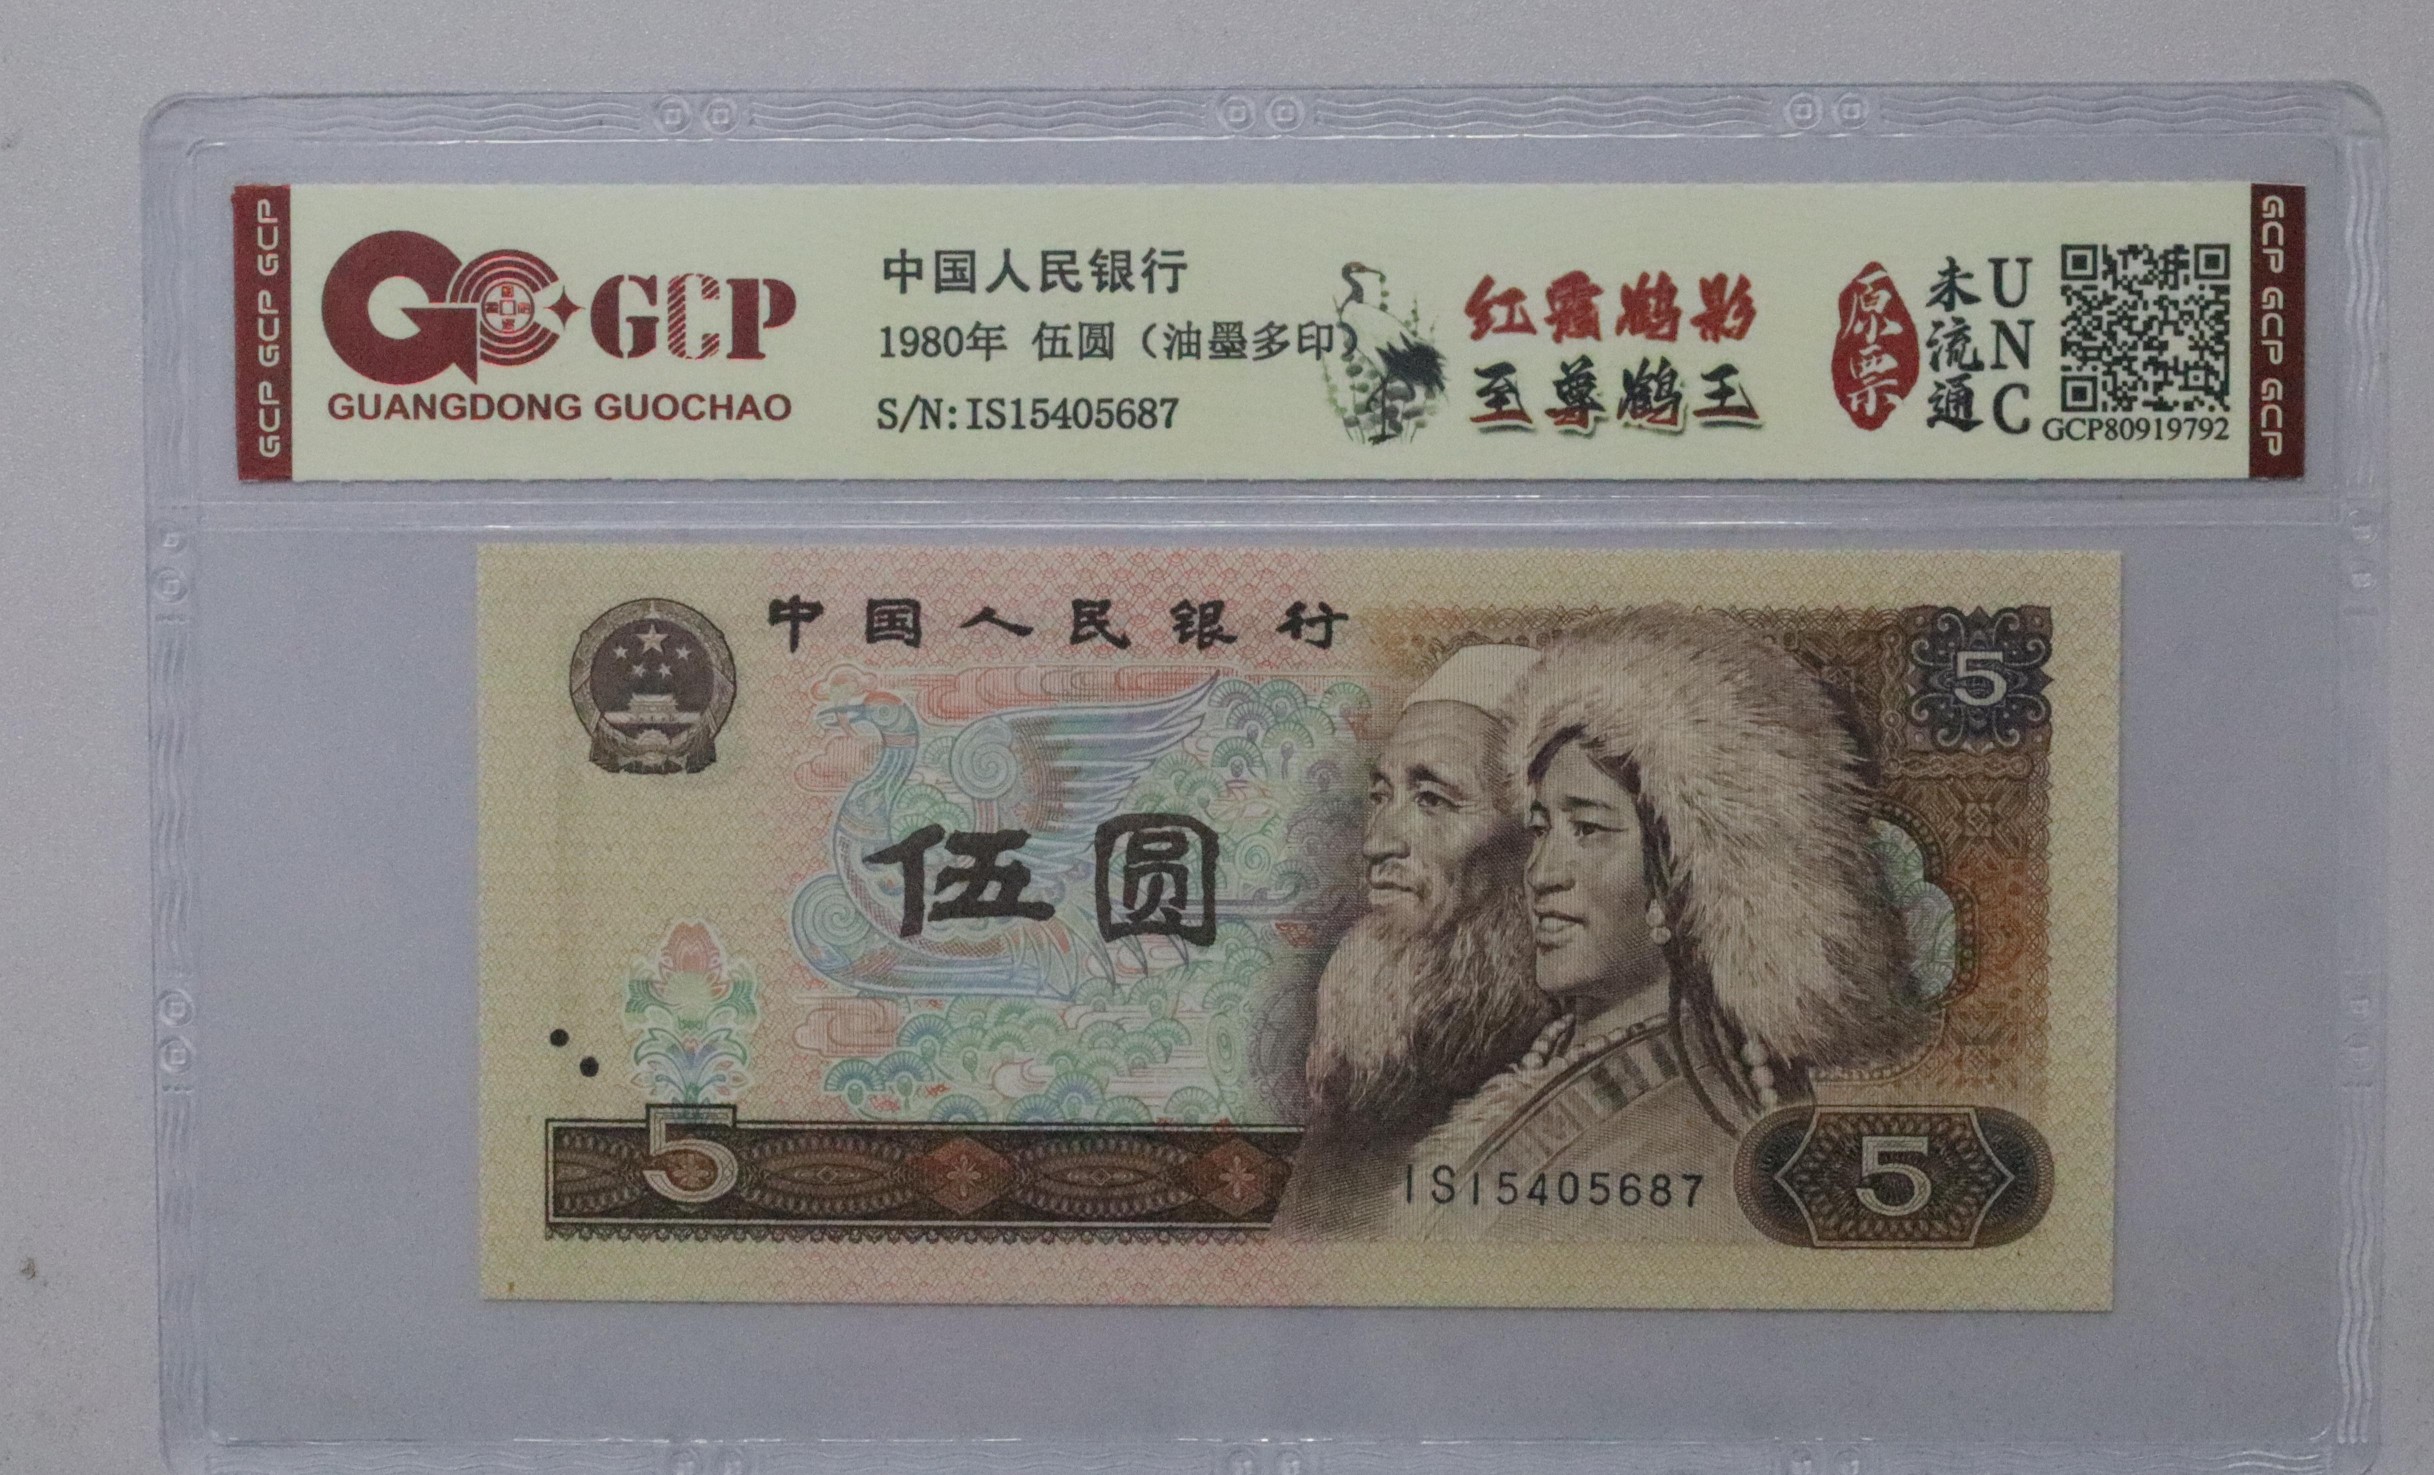 GCP GCP GCP
GCP
GUANGDONG GUOCHAO
中国人民银行
1980年 伍圆（油墨多印）
S/N:IS15405687
红霞鹤影
至尊鹤王
原票
未流通
UNC
GCP80919792
GCP GCP GCP
中国人民银行
5
伍圆
5
IS15405687
5